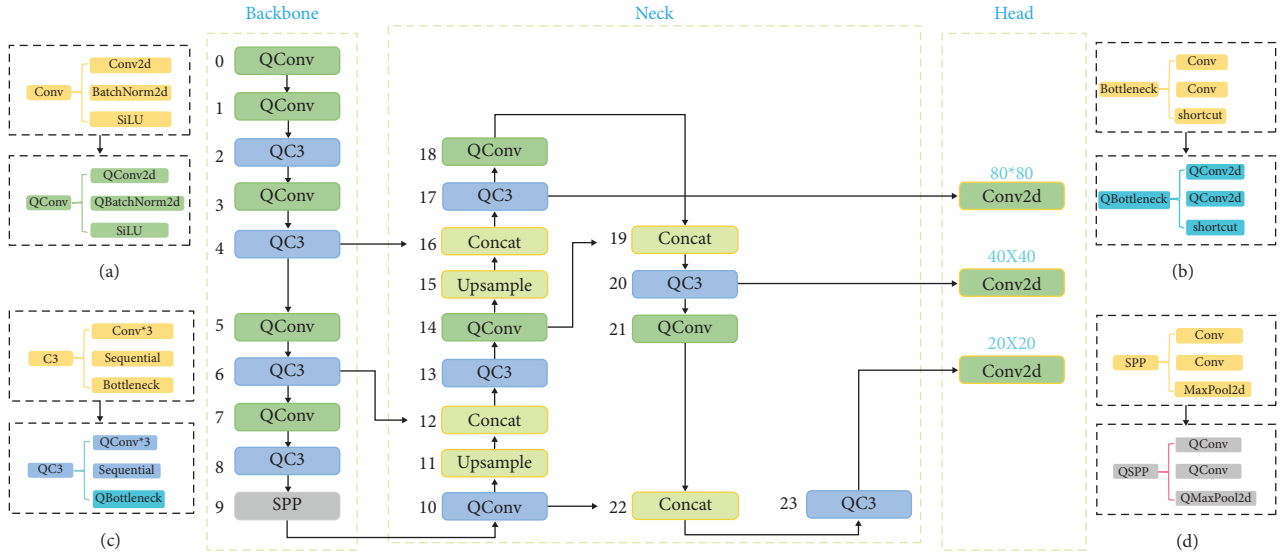 Backbone
Neck
Head
Conv
Conv2d
BatchNorm2d
SiLU
QConv
QConv2d
QBatchNorm2d
SiLU
(a)
C3
Conv*3
Sequential
Bottleneck
QC3
QConv*3
Sequential
QBottleneck
(c)
0 QConv
1 QConv
2 QC3
3 QConv
4 QC3
5 QConv
6 QC3
7 QConv
8 QC3
9 SPP
18 QConv
17 QC3
16 Concat
15 Upsample
14 QConv
13 QC3
12 Concat
11 Upsample
10 QConv
19 Concat
20 QC3
21 QConv
22 Concat
23 QC3
80*80
Conv2d
40X40
Conv2d
20X20
Conv2d
Bottleneck
Conv
Conv
shortcut
QBottleneck
QConv2d
QConv2d
shortcut
(b)
SPP
Conv
Conv
MaxPool2d
QSPP
QConv
QConv
QMaxPool2d
(d)